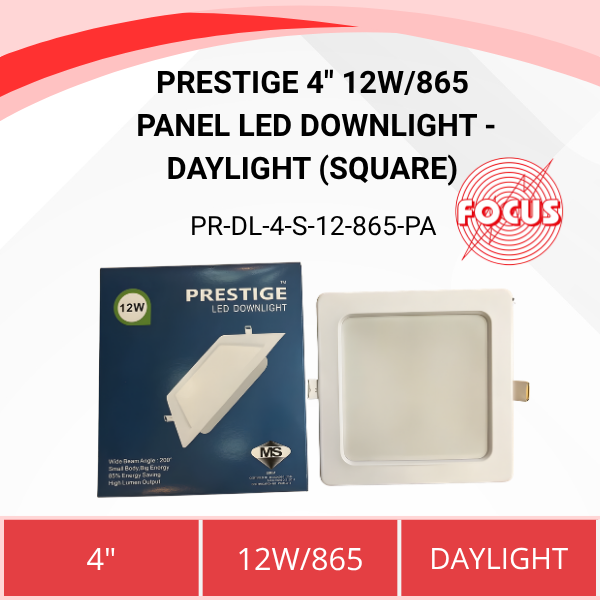 PRESTIGE 4" 12W/865
PANEL LED DOWNLIGHT -
DAYLIGHT (SQUARE)
PR-DL-4-S-12-865-PA
FOCUS
12W
PRESTIGE™
LED DOWNLIGHT
Wide Beam Angle : 200°
Small Body,Big Energy
85% Energy Saving
High Lumen Output
MS
4"
12W/865
DAYLIGHT